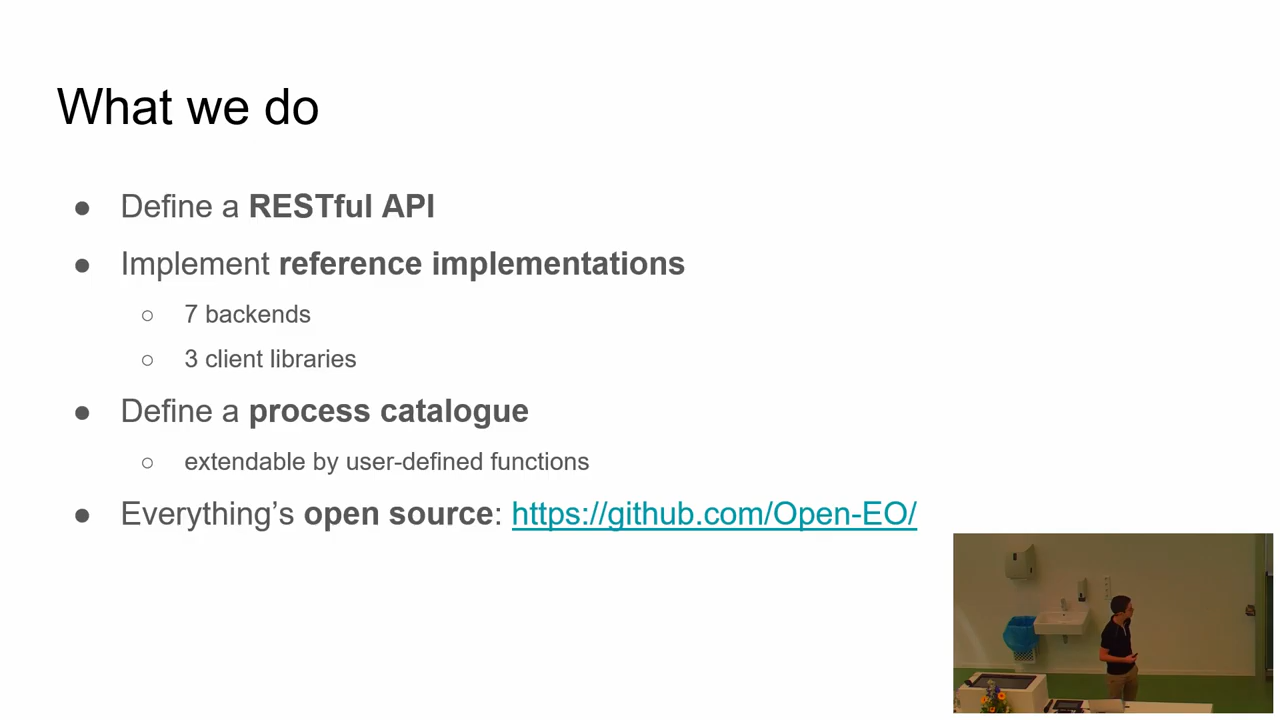 What we do
● Define a RESTful API
● Implement reference implementations
○ 7 backends
○ 3 client libraries
● Define a process catalogue
○ extendable by user-defined functions
● Everything’s open source: https://github.com/Open-EO/